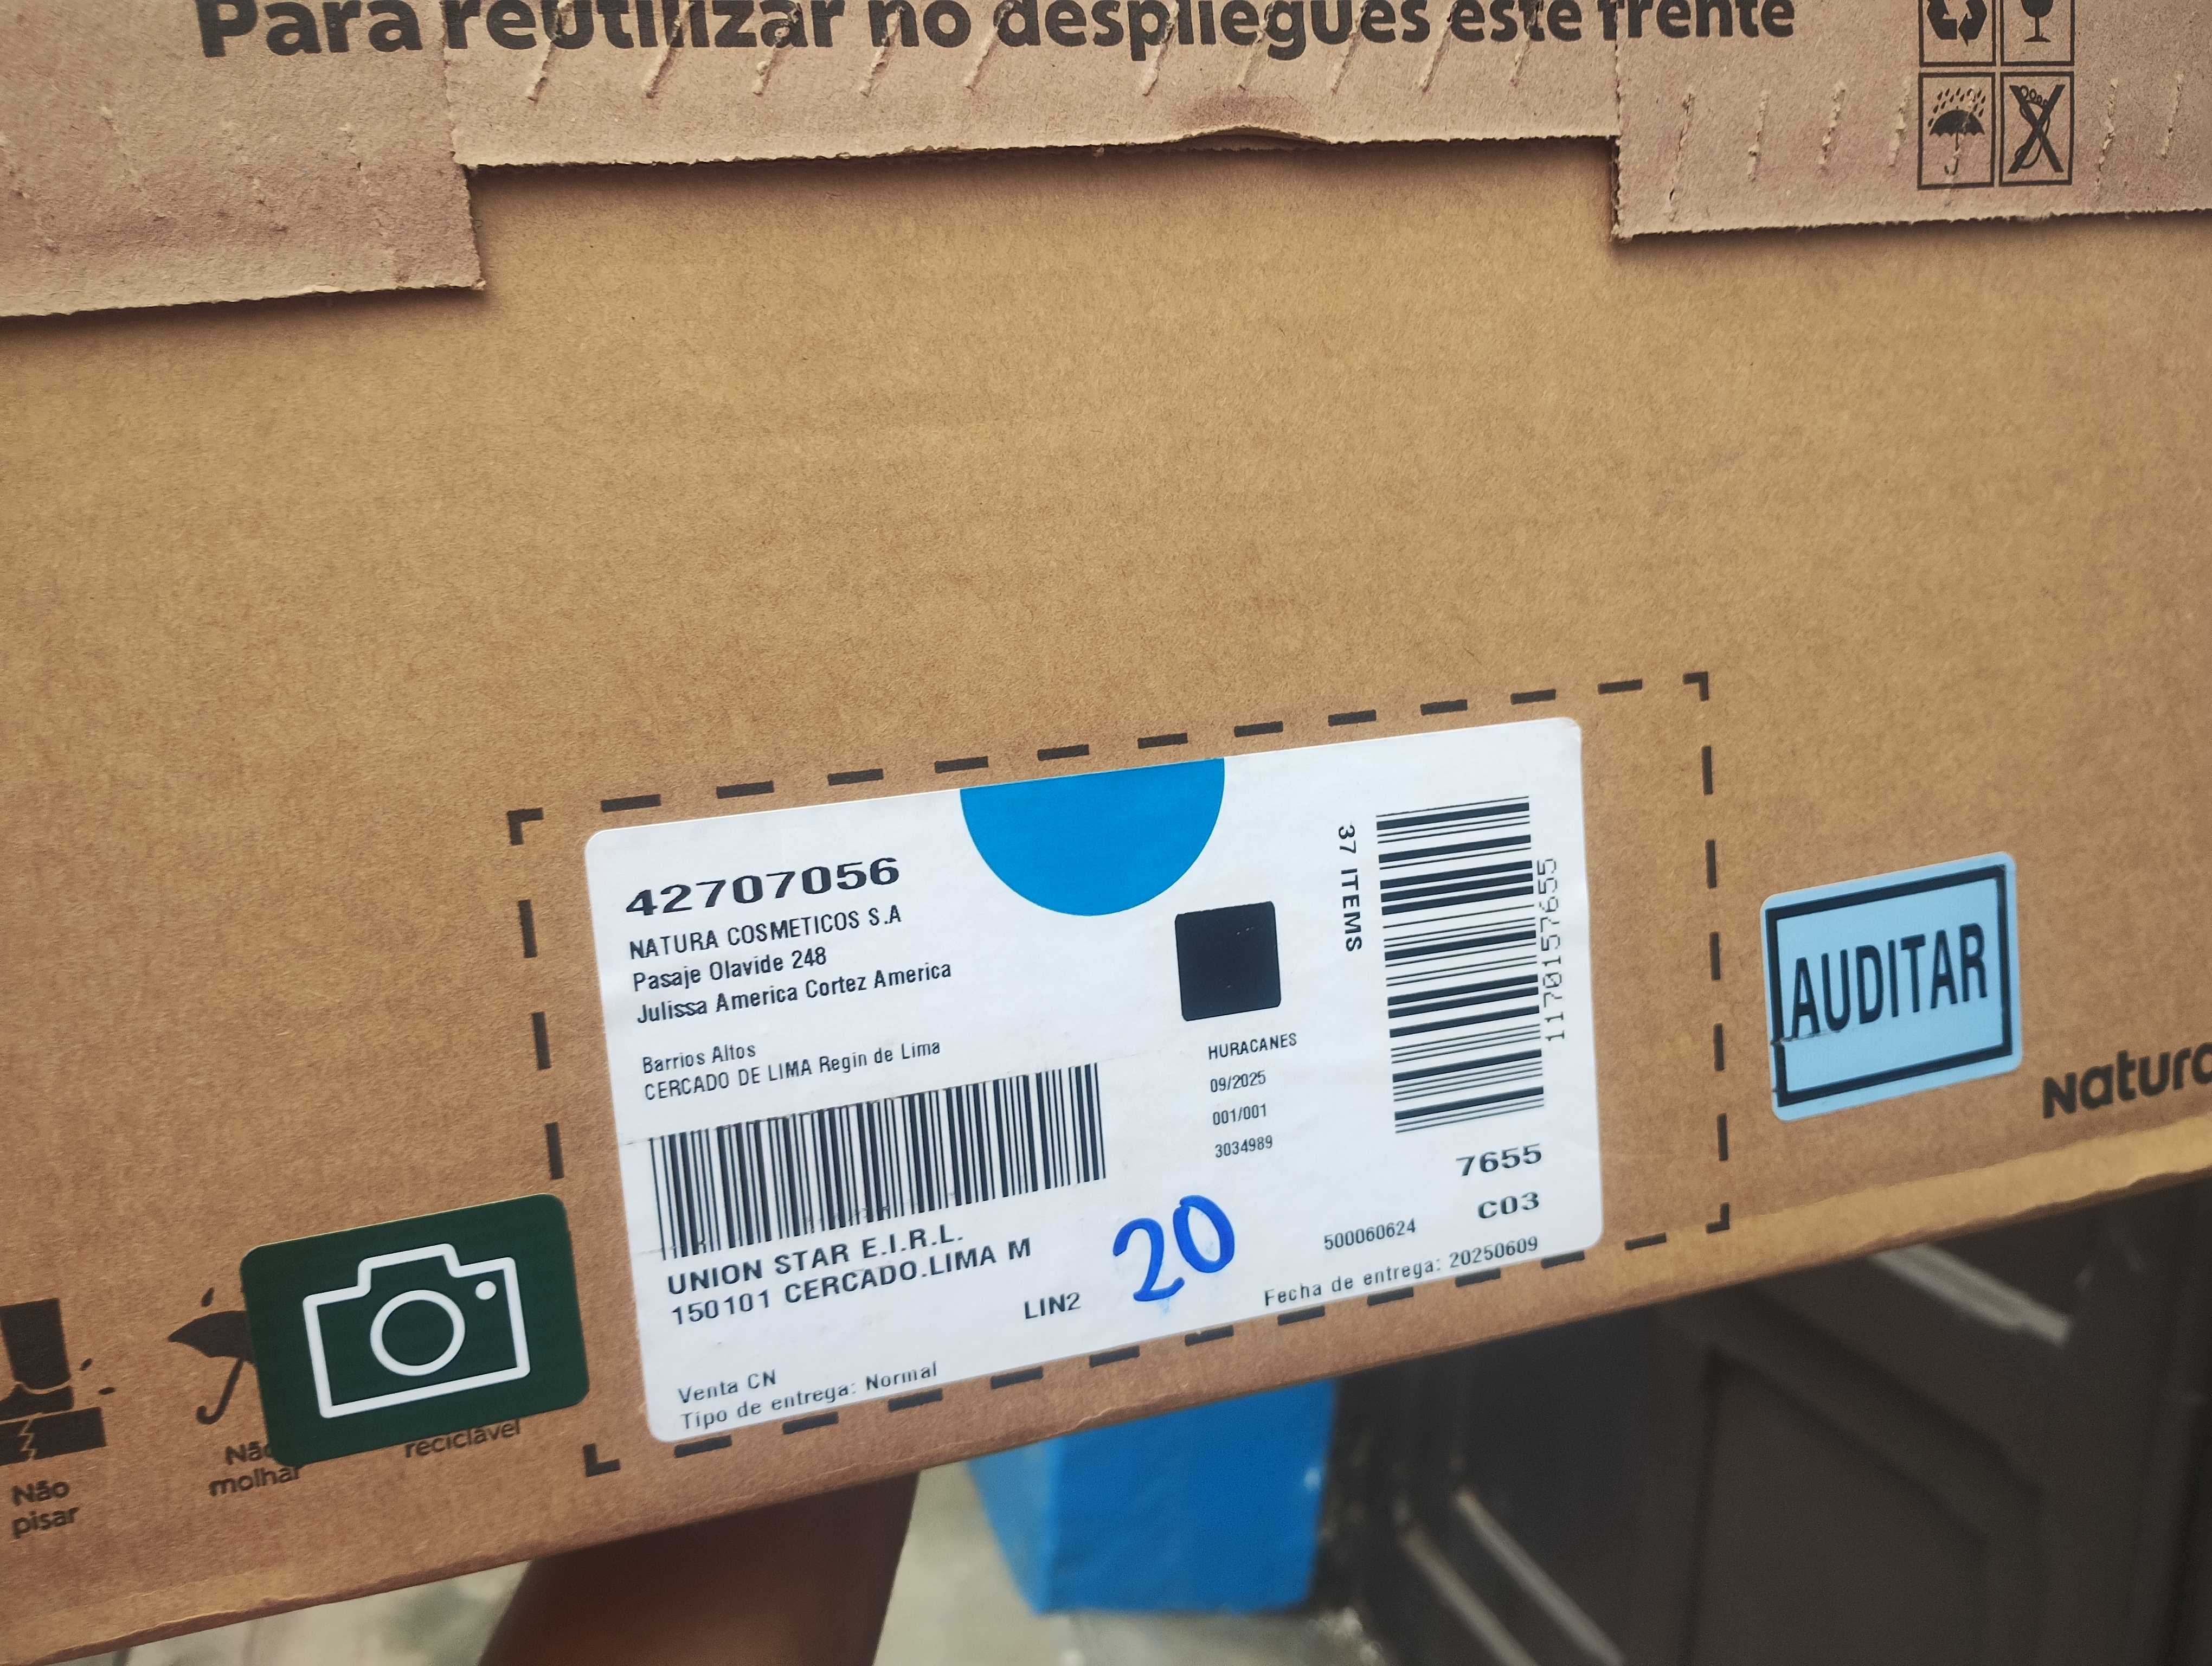 Para reutilizar no despliegues este frente
42707056
NATURA COSMETICOS S.A
Pasaje Olavide 248
Julissa America Cortez America
Barrios Altos
CERCADO DE LIMA Regin de Lima
UNION STAR E.I.R.L.
150101 CERCADO.LIMA M
LIN2
20
Venta CN
Tipo de entrega: Normal
HURACANES
09/2025
001/001
3034989
37 ITEMS
1170157655
7655
C03
500060624
Fecha de entrega: 20250609
AUDITAR
Natura
Não
pisar
Não
molhar
reciclável